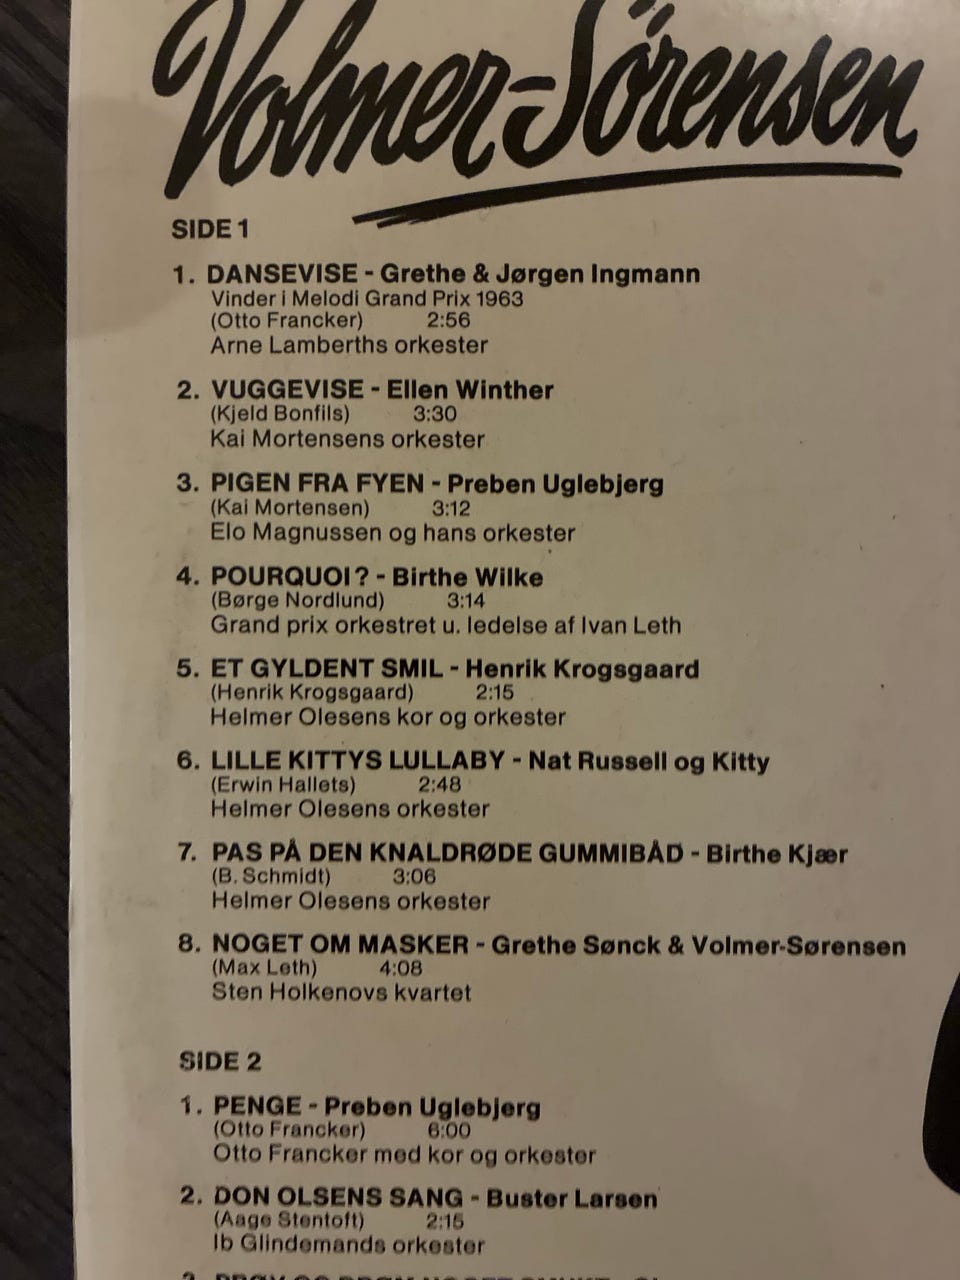 Volmer-Sørensen
SIDE 1
1. DANSEVISE - Grethe & Jørgen Ingmann
Vinder i Melodi Grand Prix 1963
(Otto Francker) 2:56
Arne Lamberths orkester
2. VUGGEVISE - Ellen Winther
(Kjeld Bonfils) 3:30
Kai Mortensens orkester
3. PIGEN FRA FYEN - Preben Uglebjerg
(Kai Mortensen) 3:12
Elo Magnussen og hans orkester
4. POURQUOI? - Birthe Wilke
(Børge Nordlund) 3:14
Grand prix orkestret u. ledelse af Ivan Leth
5. ET GYLDENT SMIL - Henrik Krogsgaard
(Henrik Krogsgaard) 2:15
Helmer Olesens kor og orkester
6. LILLE KITTYS LULLABY - Nat Russell og Kitty
(Erwin Hallets) 2:48
Helmer Olesens orkester
7. PAS PÅ DEN KNALDRØDE GUMMIBÅD - Birthe Kjær
(B. Schmidt) 3:06
Helmer Olesens orkester
8. NOGET OM MASKER - Grethe Sønck & Volmer-Sørensen
(Max Leth) 4:08
Sten Holkenovs kvartet
SIDE 2
1. PENGE - Preben Uglebjerg
(Otto Francker) 6:00
Otto Francker med kor og orkester
2. DON OLSENS SANG - Buster Larsen
(Aage Stentoft) 2:15
Ib Glindemands orkester